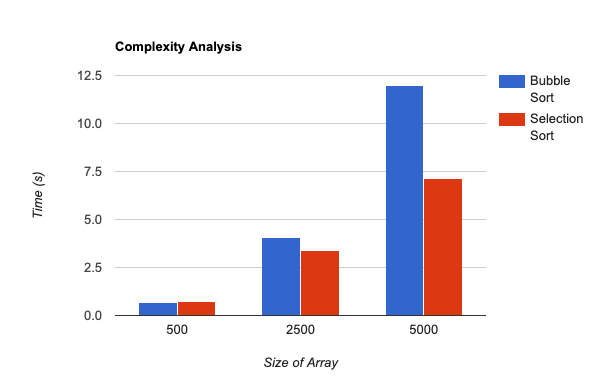 Complexity Analysis
12.5
10.0
7.5
5.0
2.5
0.0
Time (s)
500
2500
5000
Size of Array
Bubble
Sort
Selection
Sort